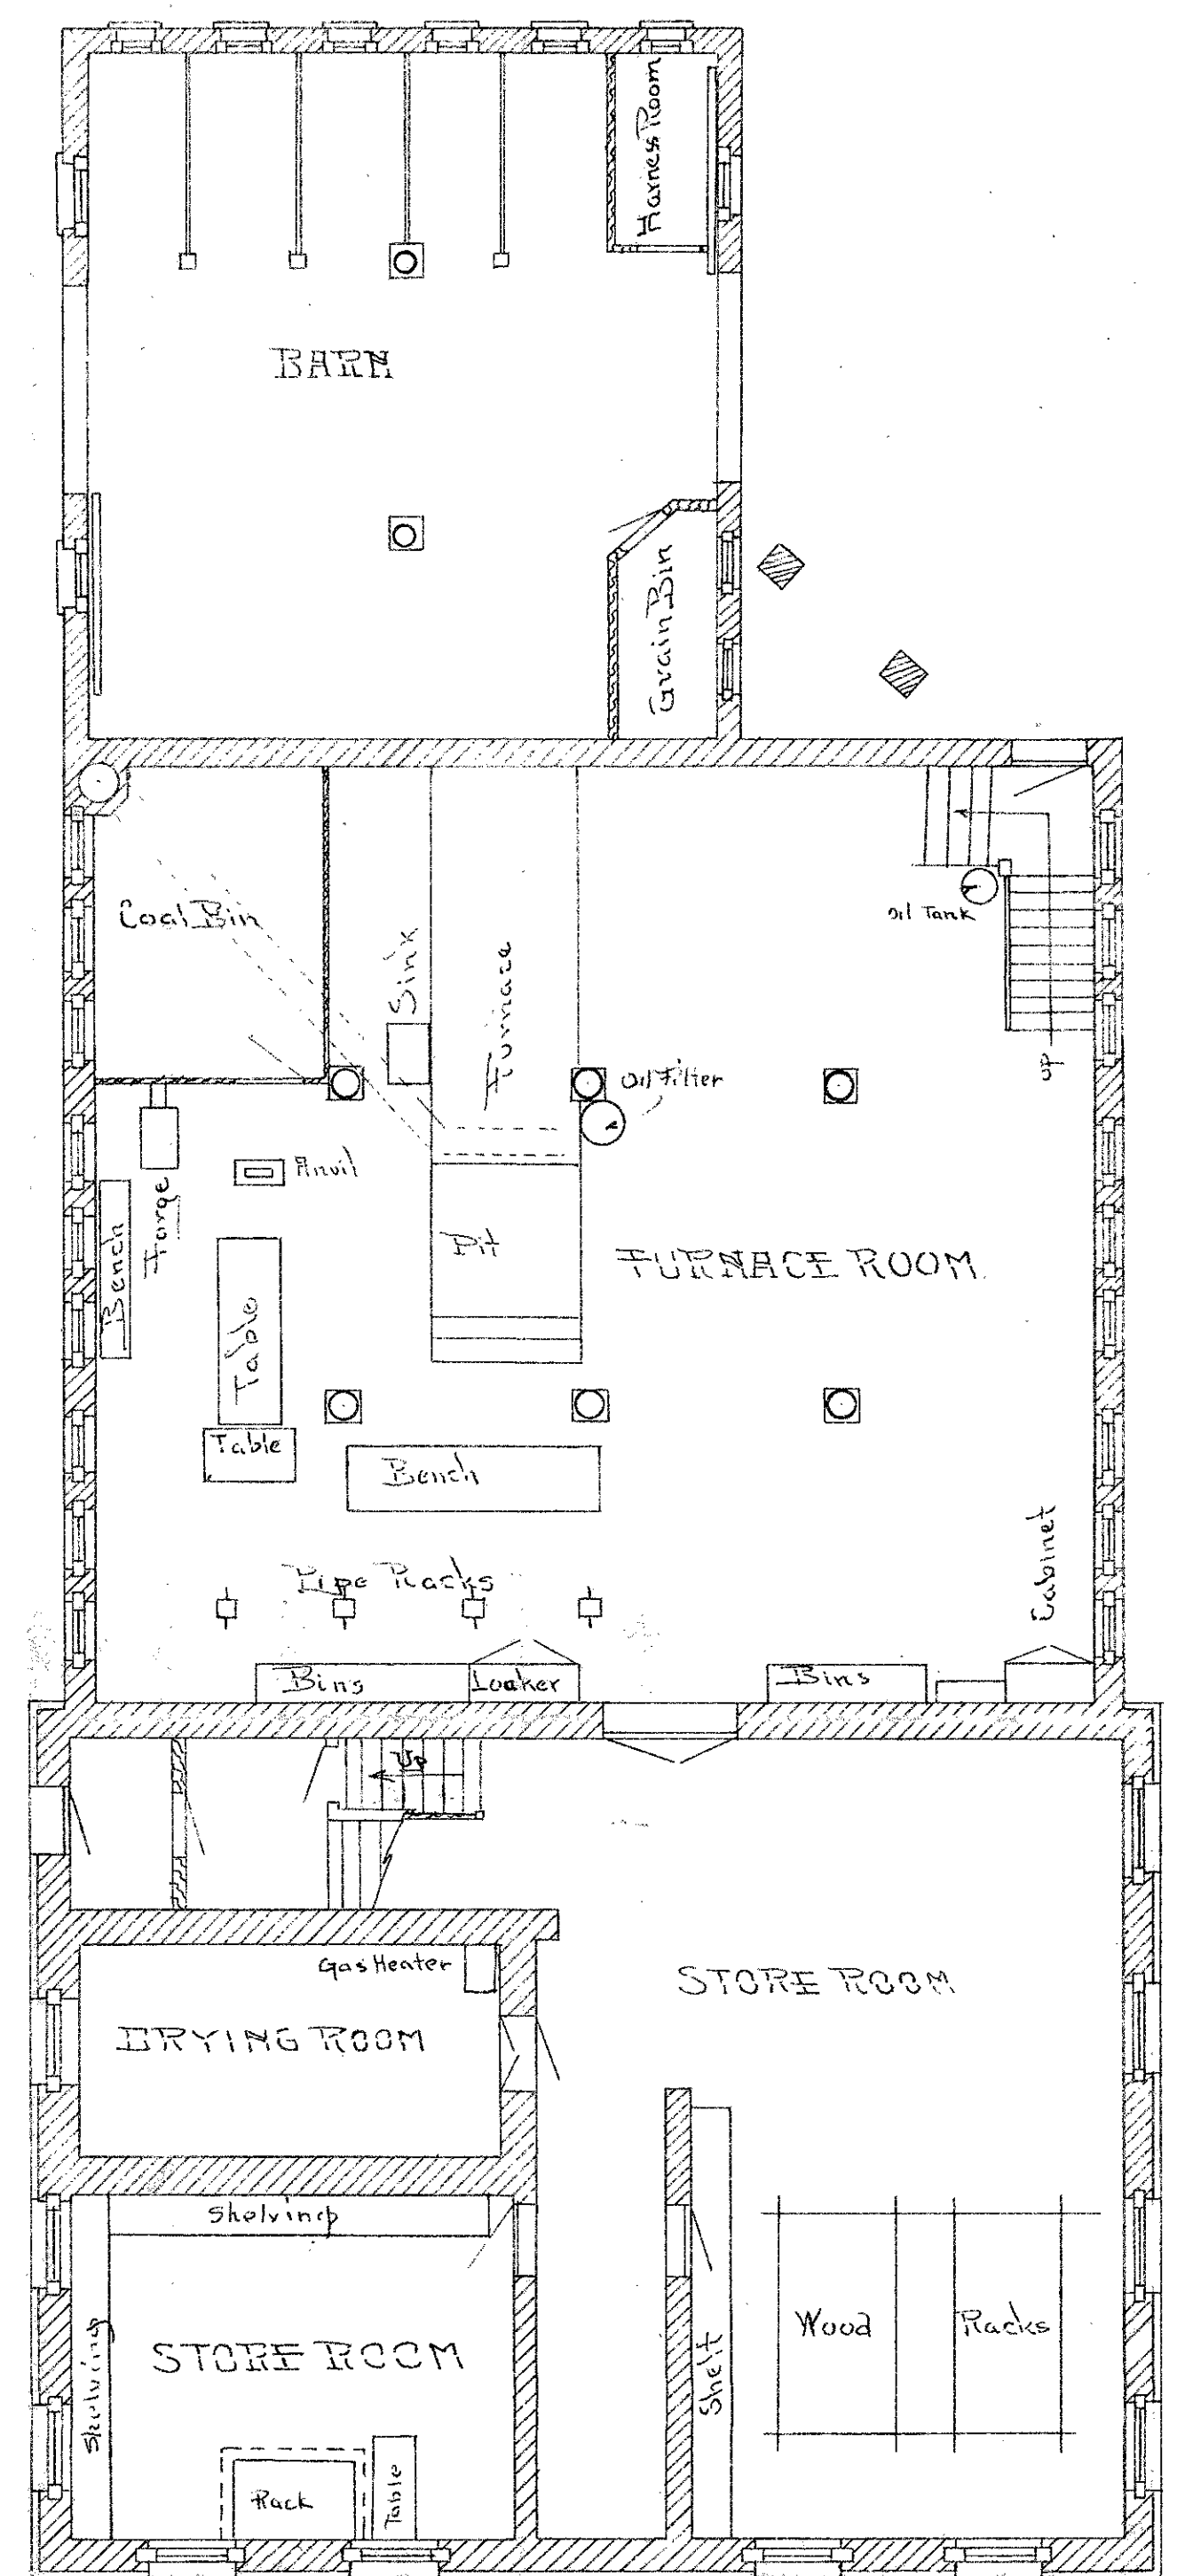 Harness Room
BARN
Grain Bin
Coal Bin
Sink
Furnace
Oil Tank
UP
Oil Filter
Forge
Anvil
Bench
Pit
FURNACE ROOM
Table
Table
Bench
Cabinet
Pipe Racks
Bins
Loaker
Bins
Up
Gas Heater
STORE ROOM
DRYING ROOM
Shelving
Shelving
STORE ROOM
Shelf
Wood Racks
Rack
Table